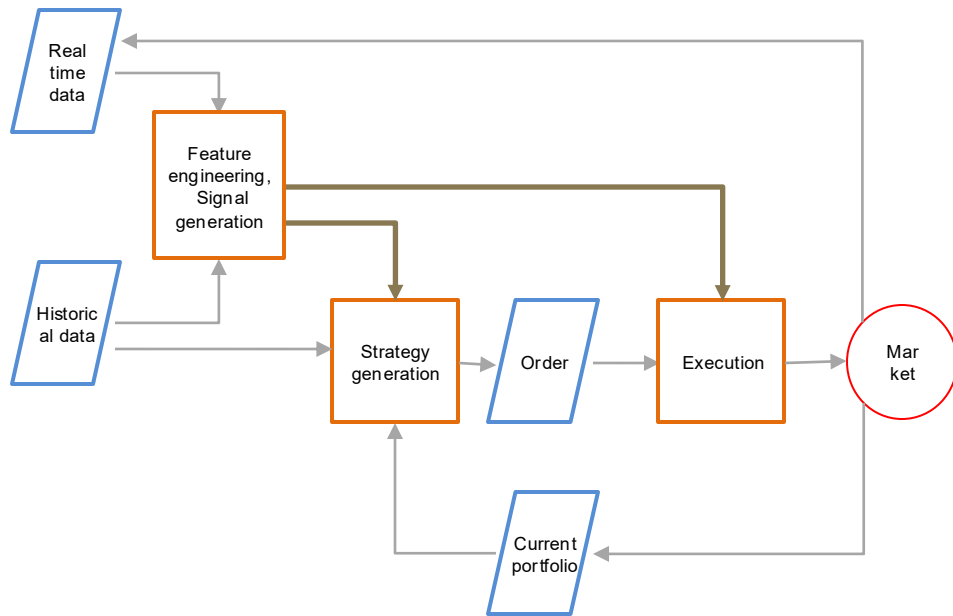 Real
time
data
Feature
engineering,
Signal
generation
Historic
al data
Strategy
generation
Order
Execution
Mar
ket
Current
portfolio